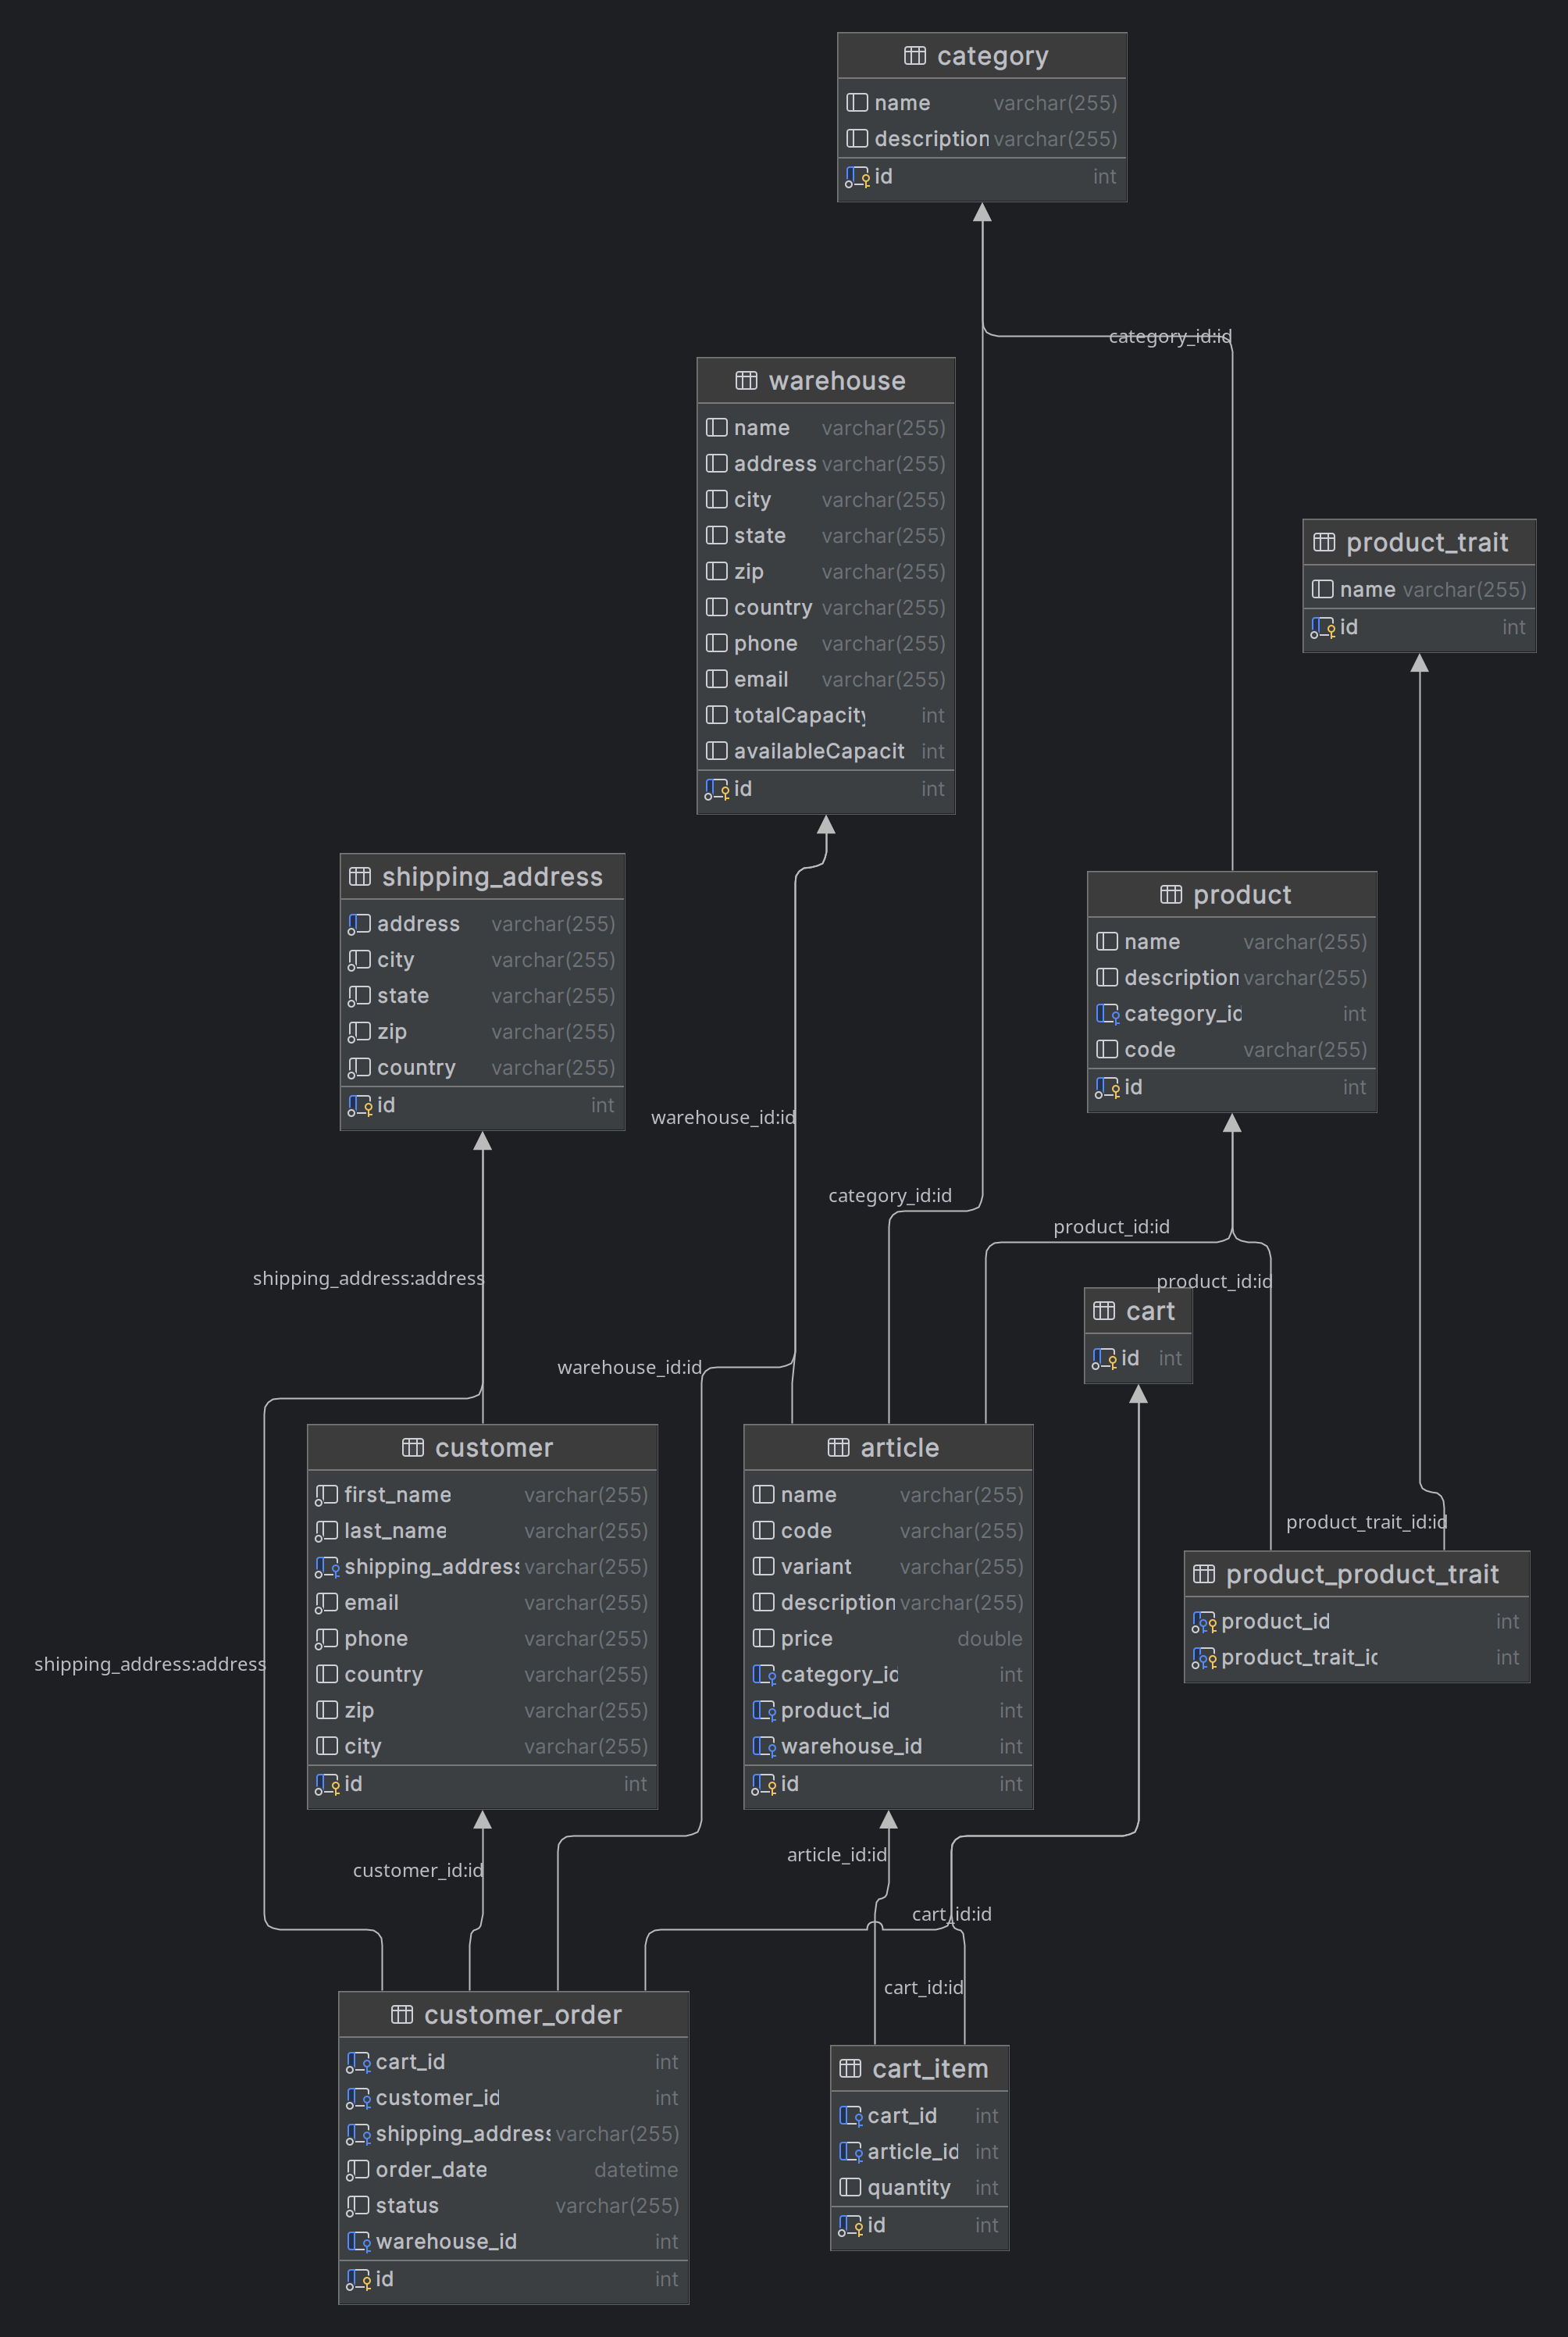 category
name varchar(255)
description varchar(255)
id int
category_id:id
warehouse
name varchar(255)
address varchar(255)
city varchar(255)
state varchar(255)
zip varchar(255)
country varchar(255)
phone varchar(255)
email varchar(255)
totalCapacity int
availableCapacit int
id int
product_trait
name varchar(255)
id int
shipping_address
address varchar(255)
city varchar(255)
state varchar(255)
zip varchar(255)
country varchar(255)
id int
product
name varchar(255)
description varchar(255)
category_id int
code varchar(255)
id int
warehouse_id:id
category_id:id
product_id:id
shipping_address:address
product_id:id
cart
id int
warehouse_id:id
customer
first_name varchar(255)
last_name varchar(255)
shipping_address varchar(255)
email varchar(255)
phone varchar(255)
country varchar(255)
zip varchar(255)
city varchar(255)
id int
article
name varchar(255)
code varchar(255)
variant varchar(255)
description varchar(255)
price double
category_id int
product_id int
warehouse_id int
id int
product_trait_id:id
product_product_trait
product_id int
product_trait_id int
shipping_address:address
customer_id:id
article_id:id
cart_id:id
cart_id:id
customer_order
cart_id int
customer_id int
shipping_address varchar(255)
order_date datetime
status varchar(255)
warehouse_id int
id int
cart_item
cart_id int
article_id int
quantity int
id int